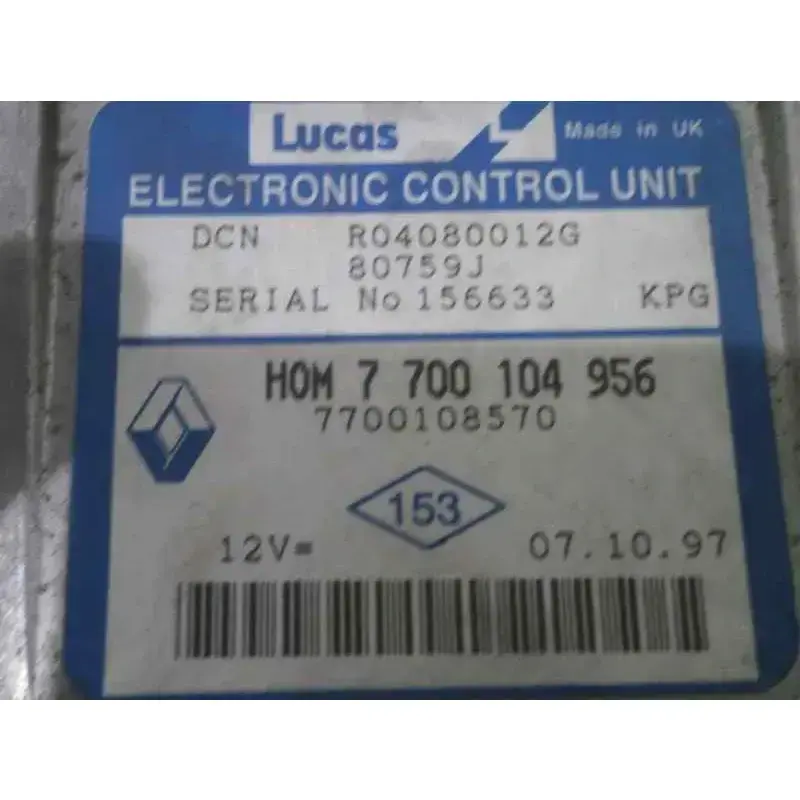 Lucas Made in UK
ELECTRONIC CONTROL UNIT
DCN R04080012G
80759J
SERIAL No 156633 KPG
HOM 7 700 104 956
7700108570
153
12V= 07.10.97